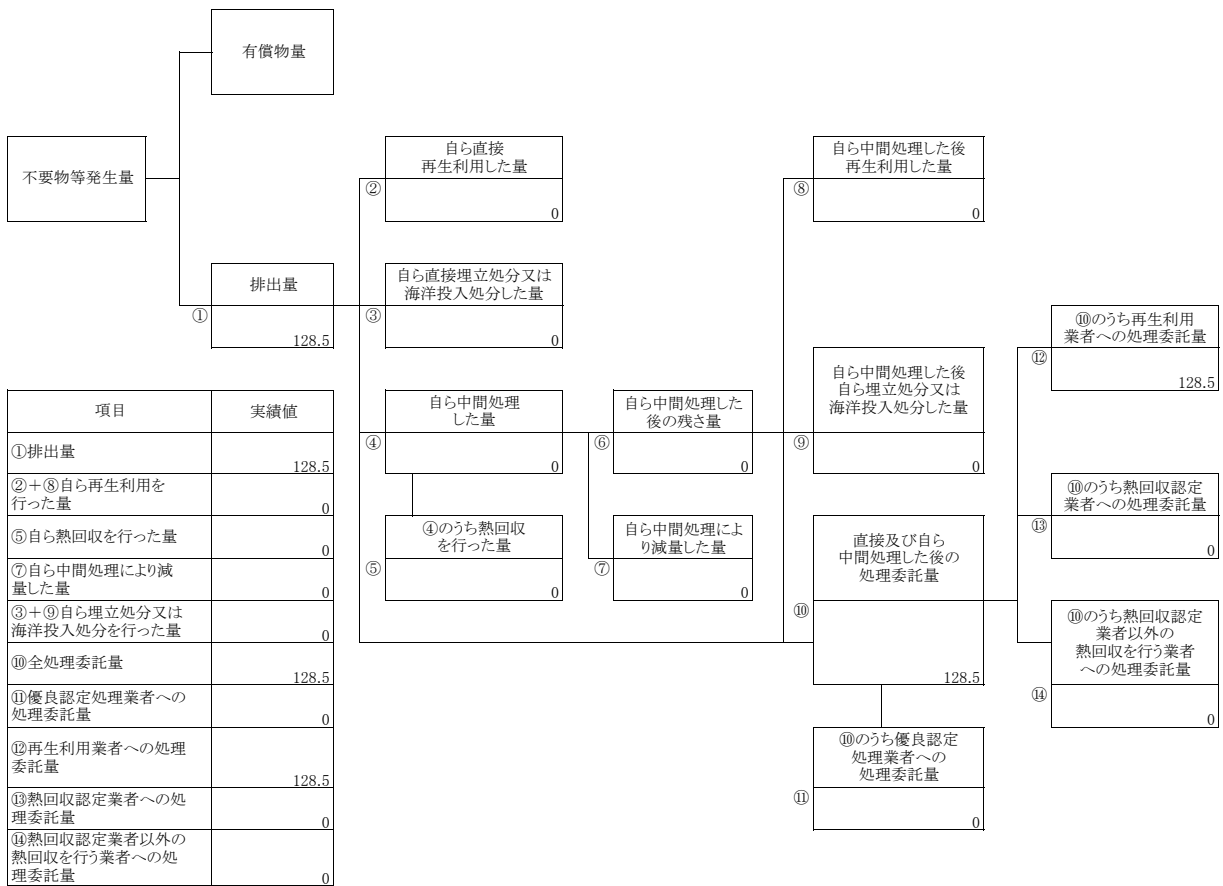 有償物量
不要物等発生量
自ら直接
再生利用した量
②
0
自ら中間処理した後
再生利用した量
⑧
0
排出量
①
128.5
自ら直接埋立処分又は
海洋投入処分した量
③
0
⑩のうち再生利用
業者への処理委託量
⑫
128.5
自ら中間処理
した量
④
0
自ら中間処理した
後の残さ量
⑥
0
自ら中間処理した後
自ら埋立処分又は
海洋投入処分した量
⑨
0
⑩のうち熱回収認定
業者への処理委託量
⑬
0
④のうち熱回収
を行った量
⑤
0
自ら中間処理によ
り減量した量
⑦
0
直接及び自ら
中間処理した後の
処理委託量
⑩
128.5
⑩のうち熱回収認定
業者以外の
熱回収を行う業者
への処理委託量
⑭
0
⑩のうち優良認定
処理業者への
処理委託量
⑪
0
項目 実績値
①排出量
128.5
②+⑧自ら再生利用を
行った量
0
⑤自ら熱回収を行った量
0
⑦自ら中間処理により減
量した量
0
③+⑨自ら埋立処分又は
海洋投入処分を行った量
0
⑩全処理委託量
128.5
⑪優良認定処理業者への
処理委託量
0
⑫再生利用業者への処理
委託量
128.5
⑬熱回収認定業者への処
理委託量
0
⑭熱回収認定業者以外の
熱回収を行う業者への処
理委託量
0